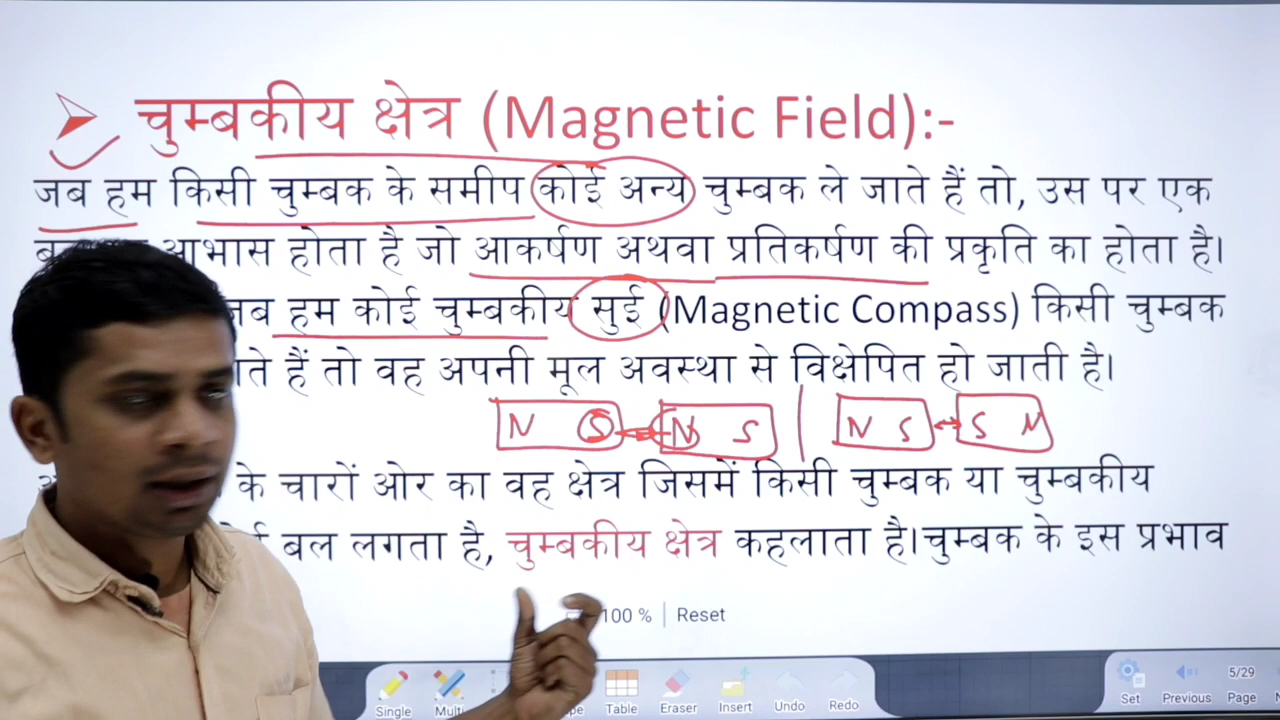 चुम्बकीय क्षेत्र (Magnetic Field):-
जब हम किसी चुम्बक के समीप कोई अन्य चुम्बक ले जाते हैं तो, उस पर एक
आभास होता है जो आकर्षण अथवा प्रतिकर्षण की प्रकृति का होता है।
जब हम कोई चुम्बकीय सुई (Magnetic Compass) किसी चुम्बक
हैं तो वह अपनी मूल अवस्था से विक्षेपित हो जाती है।
N S N S N S S N
के चारों ओर का वह क्षेत्र जिसमें किसी चुम्बक या चुम्बकीय
बल लगता है, चुम्बकीय क्षेत्र कहलाता है।चुम्बक के इस प्रभाव
100 % Reset
5/29
Single Table Eraser Insert Undo Redo Set Previous Page